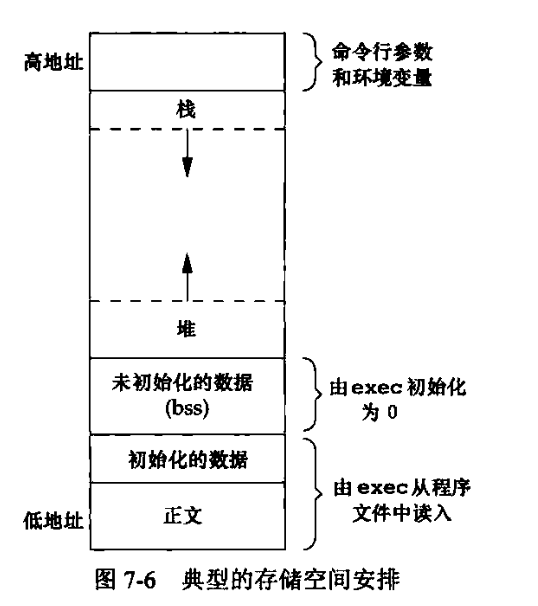 高地址
命令行参数
和环境变量
栈
堆
未初始化的数据
(bss)
由exec初始化
为 0
初始化的数据
由exec从程序
文件中读入
低地址
正文
图 7-6 典型的存储空间安排